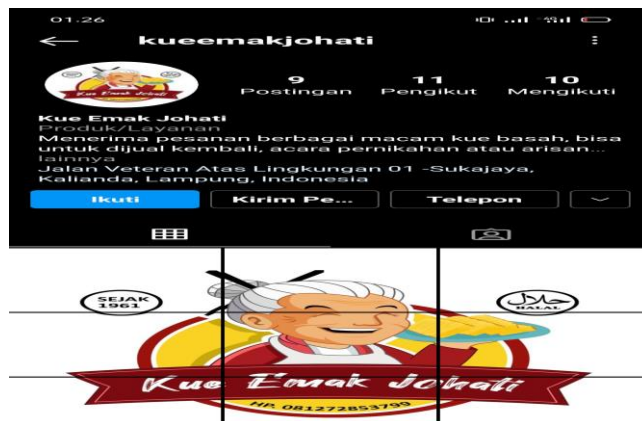 01.26
kueemakjohati
Kue Emak Johati
9 11 10
Postingan Pengikut Mengikuti
Kue Emak Johati
Produk/Layanan
Menerima pesanan berbagai macam kue basah, bisa
untuk dijual kembali, acara pernikahan atau arisan...
lainnya
Jalan Veteran Atas Lingkungan 01 -Sukajaya,
Kalianda, Lampung, Indonesia
Ikuti Kirim Pe... Telepon
SEJAK
1961
حلال
HALAL
Kue Emak Johati
HP. 081272853799